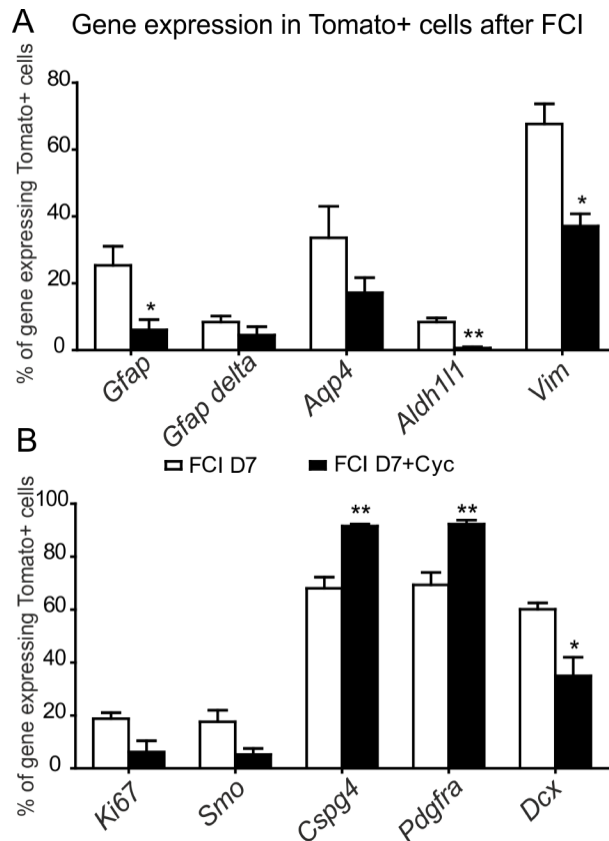 A Gene expression in Tomato+ cells after FCI
% of gene expressing Tomato+ cells
80
60
40
20
0
*
**
*
Gfap
Gfap delta
Aqp4
Aldh1l1
Vim
B
FCI D7
FCI D7+Cyc
% of gene expressing Tomato+ cells
100
80
60
40
20
0
**
**
*
Ki67
Smo
Cspg4
Pdgfra
Dcx